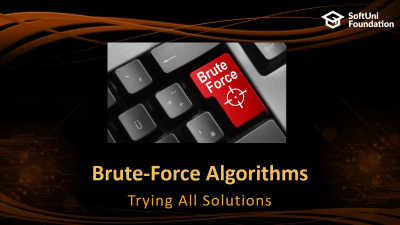 SoftUni
Foundation
Brute
Force
Brute-Force Algorithms
Trying All Solutions